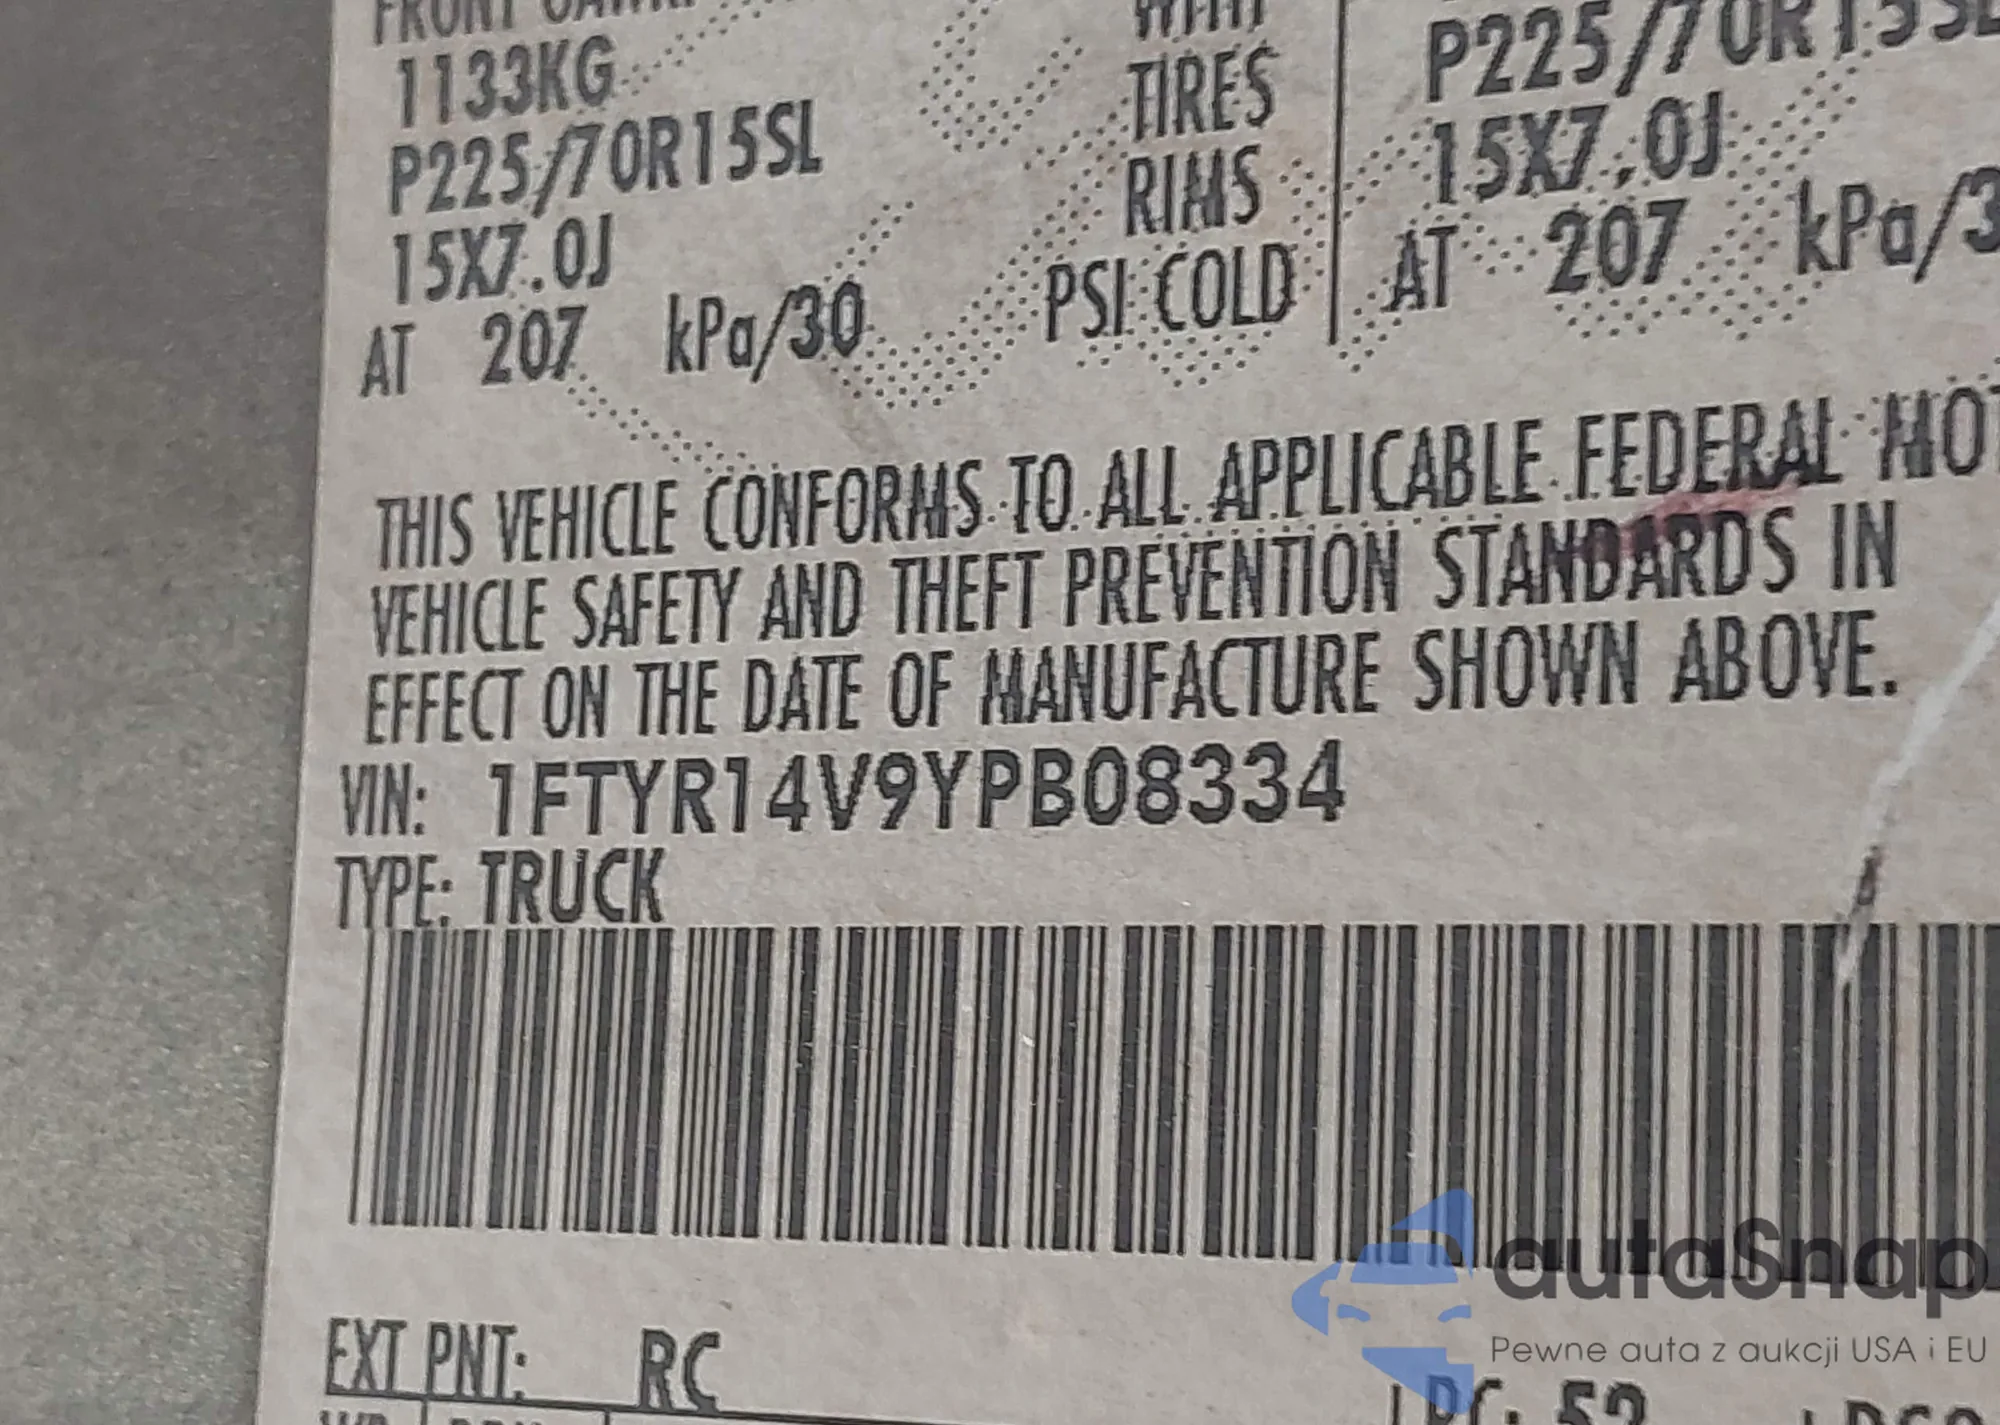 1133KG
P225/70R15SL
15X7.0J
AT 207 kPa/30
TIRES
RIMS
PSI COLD
P225/70R15SL
15X7.0J
AT 207 kPa/3
THIS VEHICLE CONFORMS TO ALL APPLICABLE FEDERAL MOT
VEHICLE SAFETY AND THEFT PREVENTION STANDARDS IN
EFFECT ON THE DATE OF MANUFACTURE SHOWN ABOVE.
VIN: 1FTYR14V9YPB08334
TYPE: TRUCK
autaSnap
Pewne auta z aukcji USA i EU
EXT PNT: RC